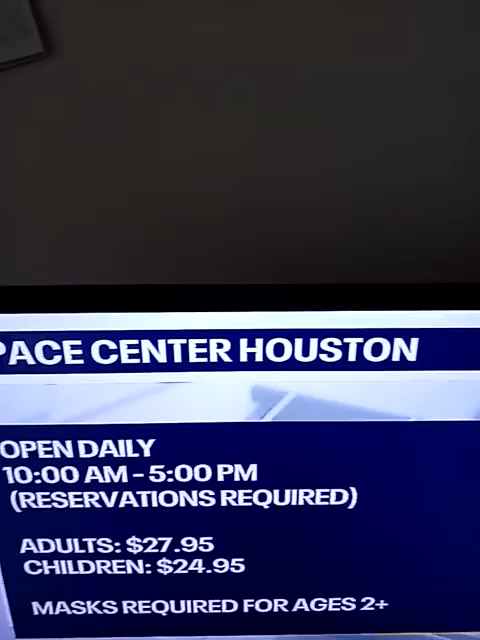 PACE CENTER HOUSTON
OPEN DAILY
10:00 AM - 5:00 PM
(RESERVATIONS REQUIRED)
ADULTS: $27.95
CHILDREN: $24.95
MASKS REQUIRED FOR AGES 2+